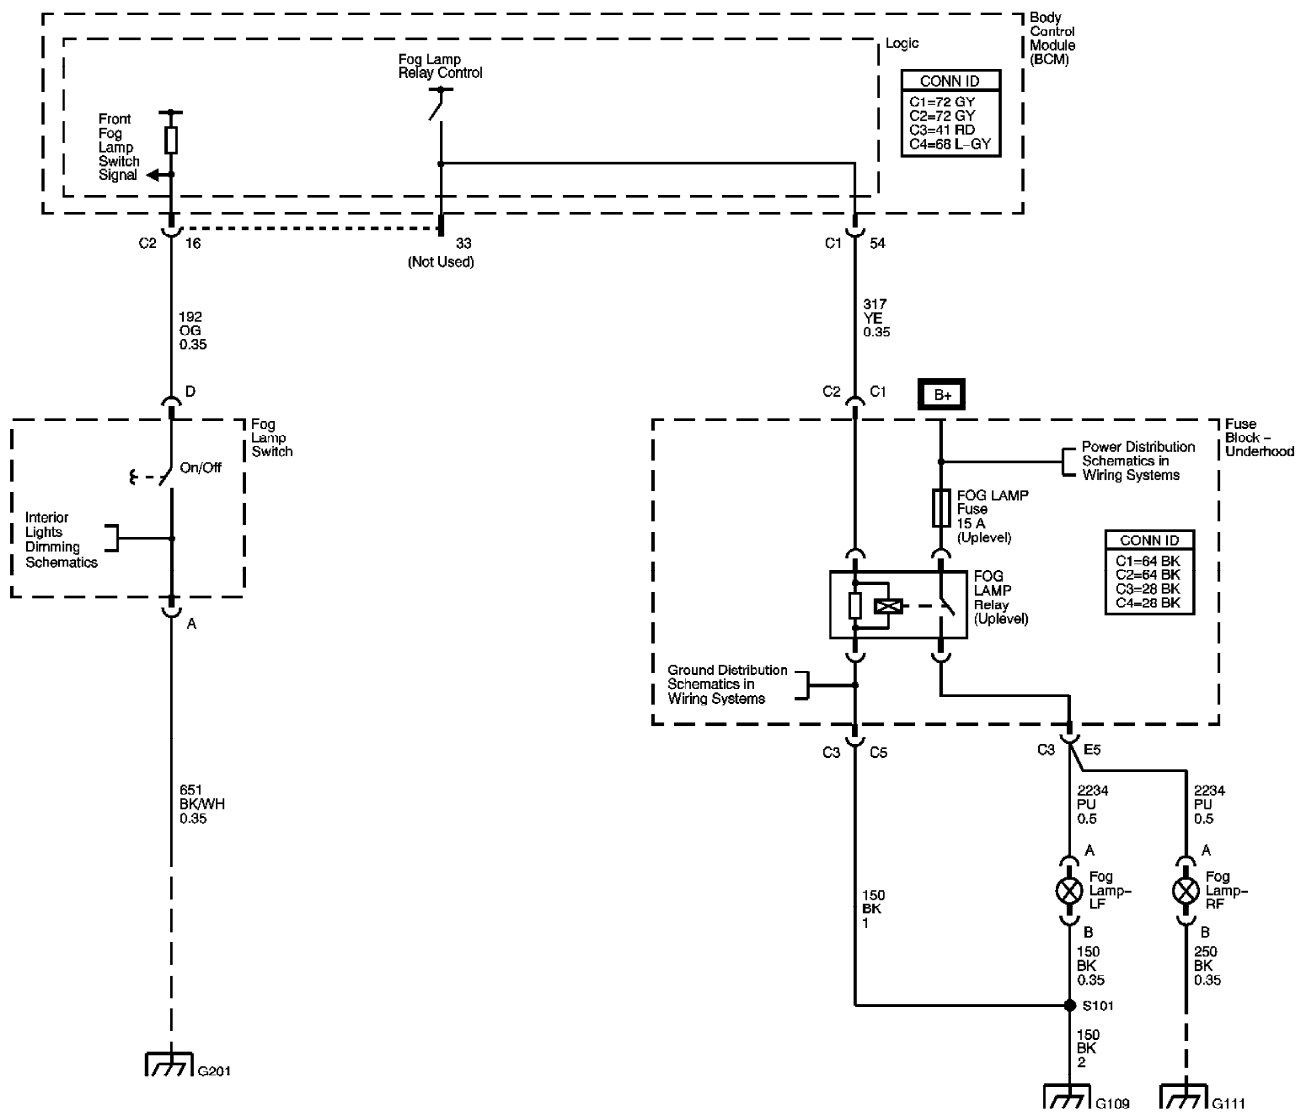 Body
Control
Module
(BCM)
Logic
Fog Lamp
Relay Control
CONN ID
C1=72 GY
C2=72 GY
C3=41 RD
C4=68 L-GY
Front
Fog
Lamp
Switch
Signal
C2
16
33
(Not Used)
C1
54
192
OG
0.35
317
YE
0.35
D
C2
C1
B+
Fog
Lamp
Switch
On/Off
Interior
Lights
Dimming
Schematics
A
Fuse
Block –
Underhood
Power Distribution
Schematics in
Wiring Systems
FOG LAMP
Fuse
15 A
(Uplevel)
CONN ID
C1=64 BK
C2=64 BK
C3=28 BK
C4=28 BK
FOG
LAMP
Relay
(Uplevel)
Ground Distribution
Schematics in
Wiring Systems
C3
C5
C3
E5
651
BK/WH
0.35
2234
PU
0.5
2234
PU
0.5
A
A
Fog
Lamp–
LF
Fog
Lamp–
RF
150
BK
1
B
B
150
BK
0.35
250
BK
0.35
S101
150
BK
2
G201
G109
G111